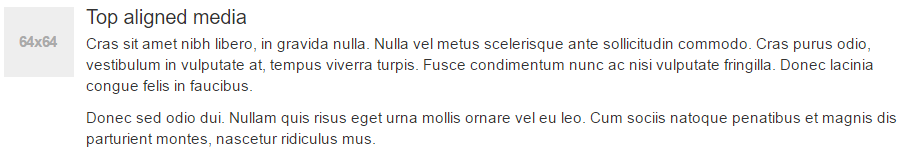 64x64
Top aligned media
Cras sit amet nibh libero, in gravida nulla. Nulla vel metus scelerisque ante sollicitudin commodo. Cras purus odio,
vestibulum in vulputate at, tempus viverra turpis. Fusce condimentum nunc ac nisi vulputate fringilla. Donec lacinia
congue felis in faucibus.
Donec sed odio dui. Nullam quis risus eget urna mollis ornare vel eu leo. Cum sociis natoque penatibus et magnis dis
parturient montes, nascetur ridiculus mus.